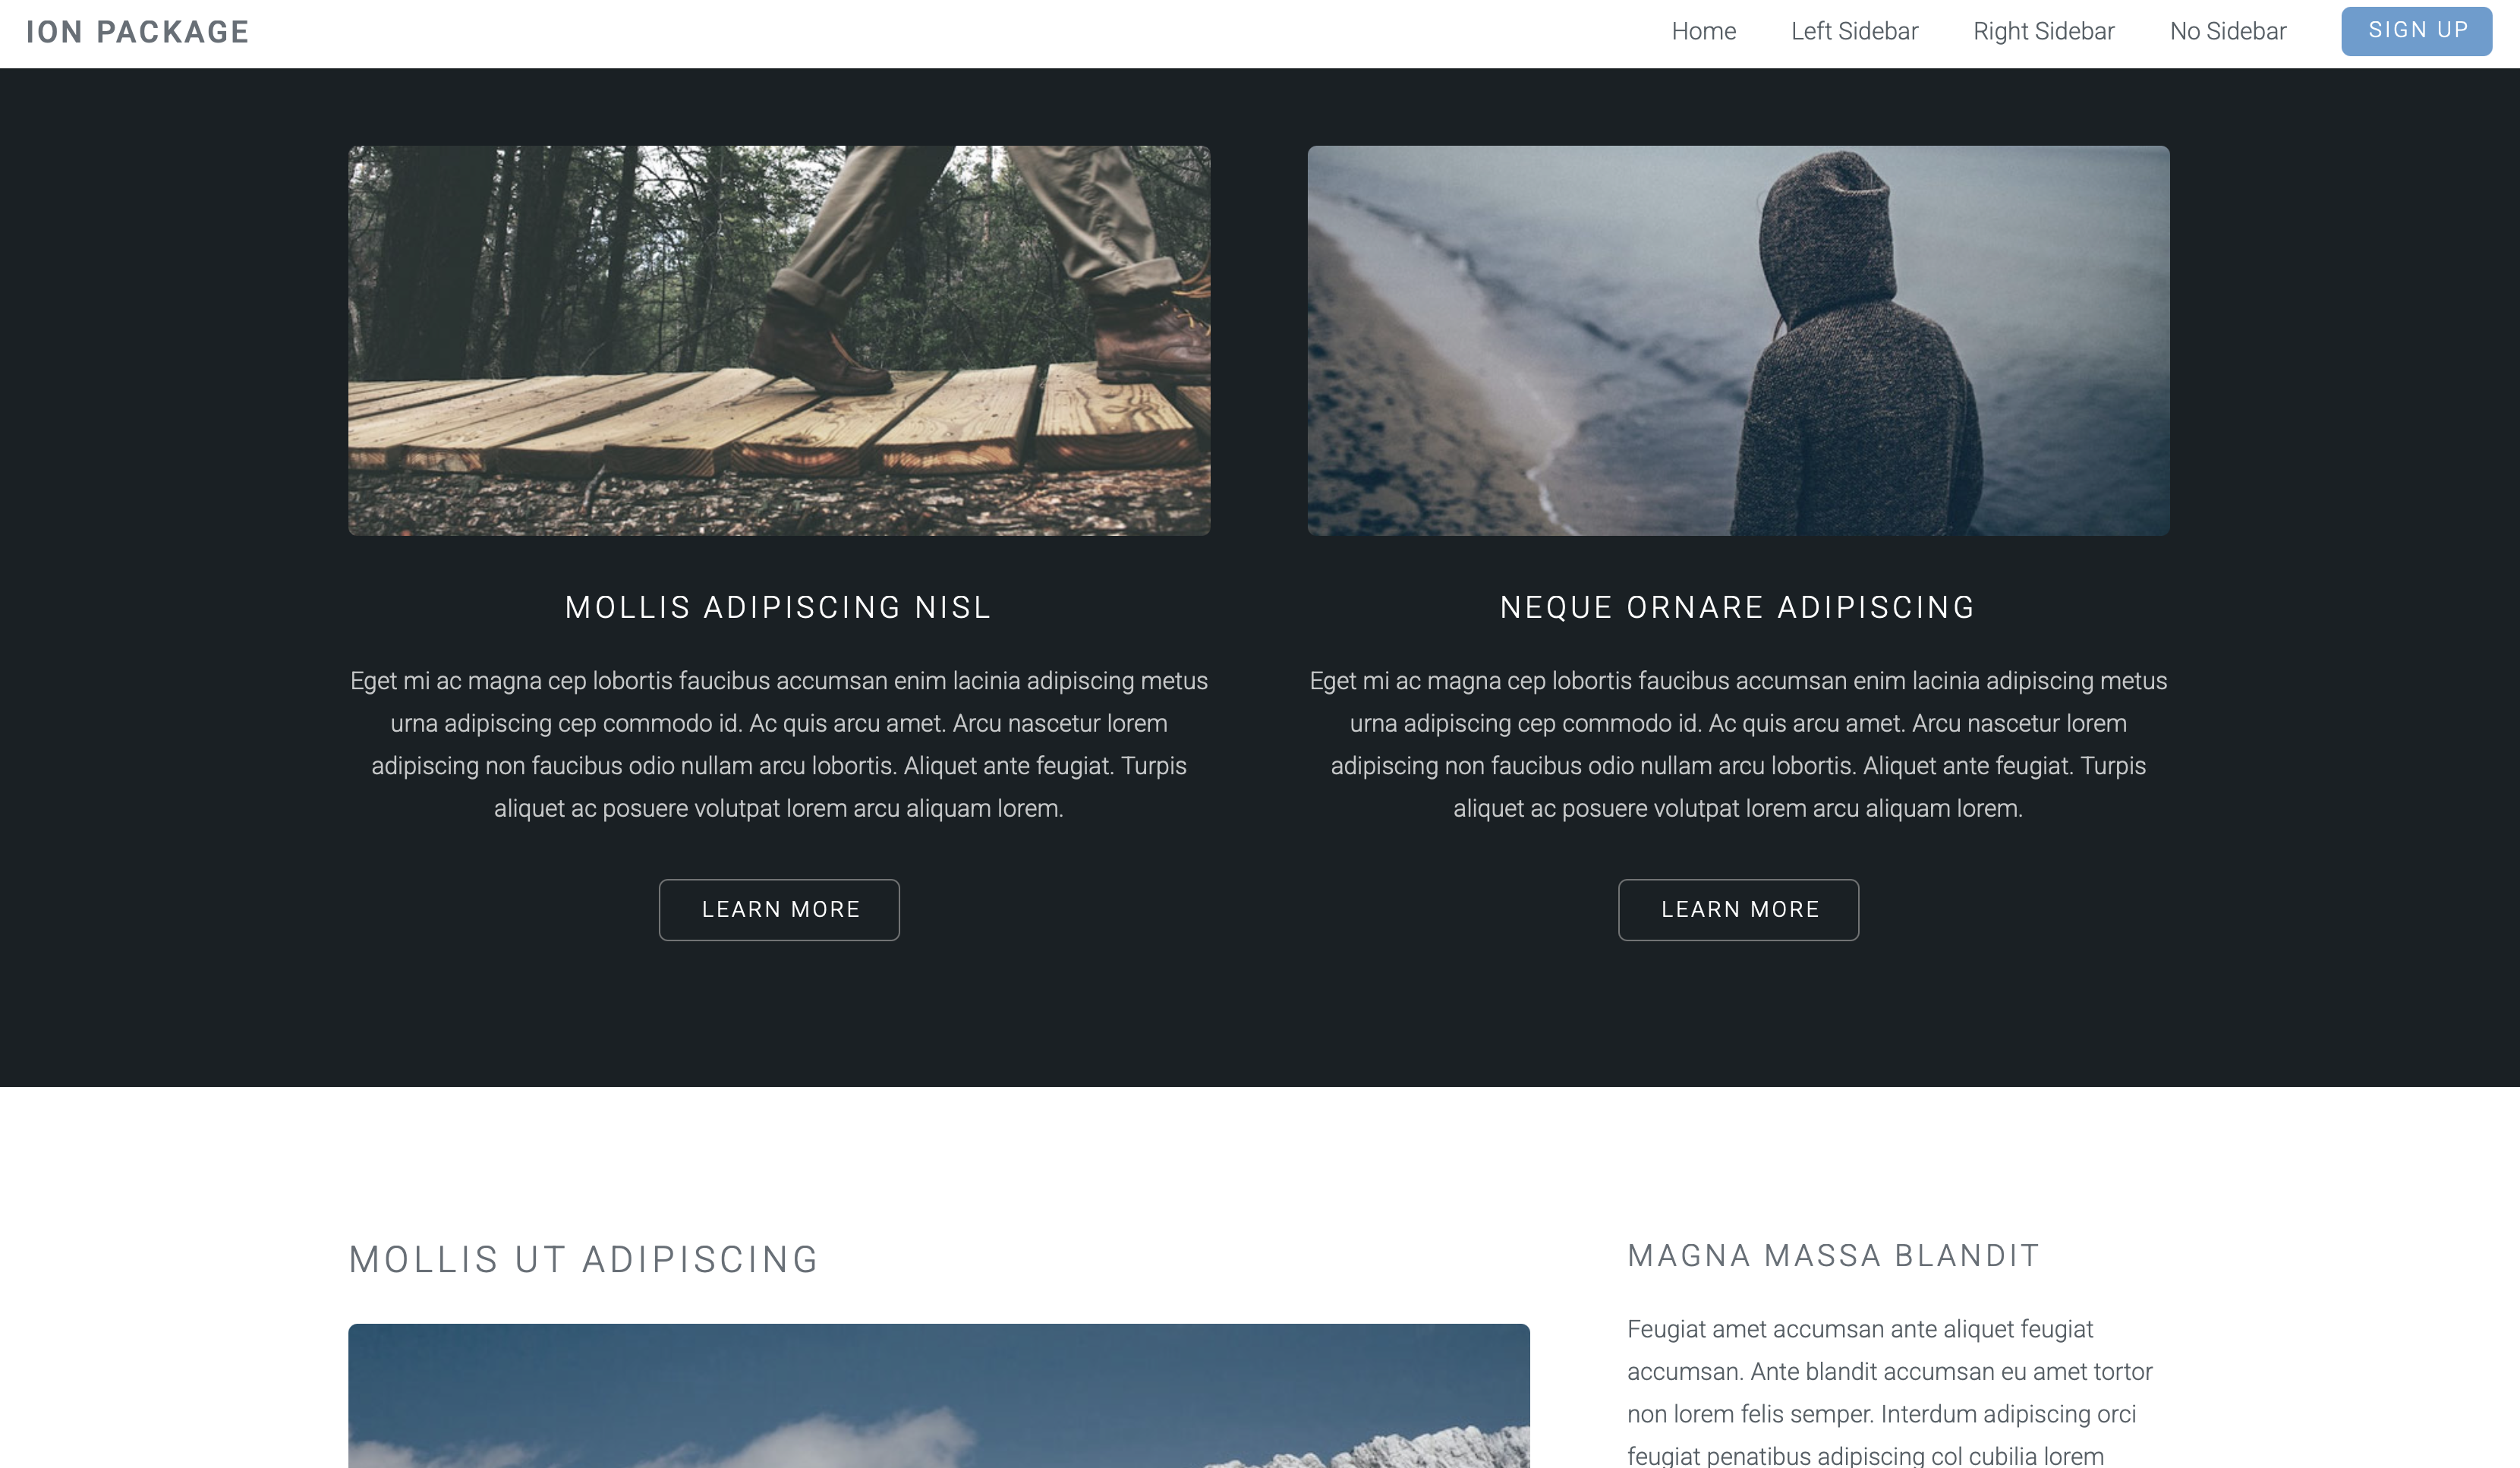 ION PACKAGE
Home
Left Sidebar
Right Sidebar
No Sidebar
SIGN UP
MOLLIS ADIPISCING NISL
Eget mi ac magna cep lobortis faucibus accumsan enim lacinia adipiscing metus
urna adipiscing cep commodo id. Ac quis arcu amet. Arcu nascetur lorem
adipiscing non faucibus odio nullam arcu lobortis. Aliquet ante feugiat. Turpis
aliquet ac posuere volutpat lorem arcu aliquam lorem.
LEARN MORE
NEQUE ORNARE ADIPISCING
Eget mi ac magna cep lobortis faucibus accumsan enim lacinia adipiscing metus
urna adipiscing cep commodo id. Ac quis arcu amet. Arcu nascetur lorem
adipiscing non faucibus odio nullam arcu lobortis. Aliquet ante feugiat. Turpis
aliquet ac posuere volutpat lorem arcu aliquam lorem.
LEARN MORE
MOLLIS UT ADIPISCING
MAGNA MASSA BLANDIT
Feugiat amet accumsan ante aliquet feugiat
accumsan. Ante blandit accumsan eu amet tortor
non lorem felis semper. Interdum adipiscing orci
feugiat penatibus adipiscing col cubilia lorem